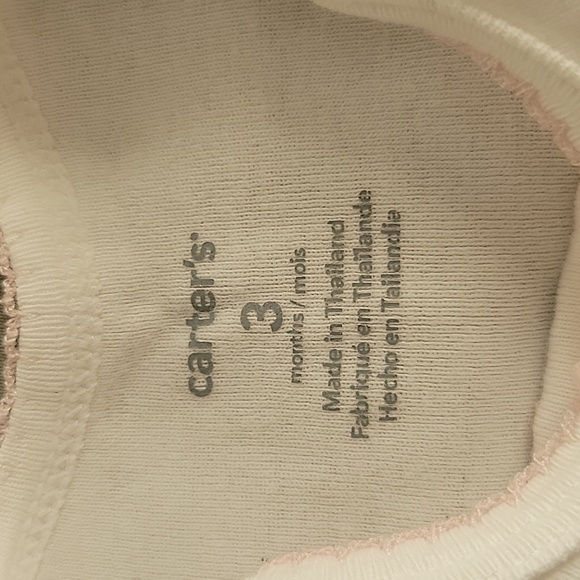 carter's
3
months / mois
Made in Thailand
Fabriqué en Thaïlande
Hecho en Tailandia